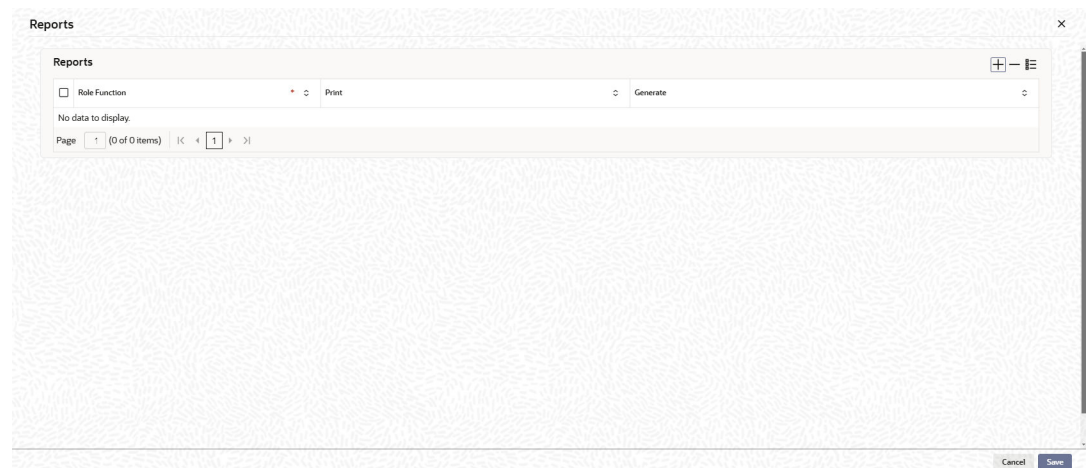 Reports
Reports
Role Function * Print Generate
No data to display.
Page 1 (0 of 0 items) 1
Cancel Save